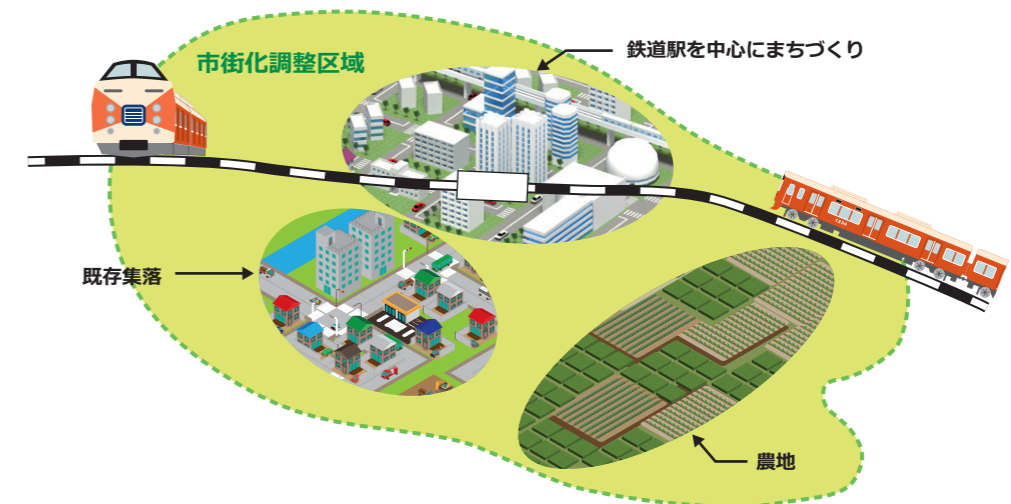 鉄道駅を中心にまちづくり
市街化調整区域
既存集落
農地